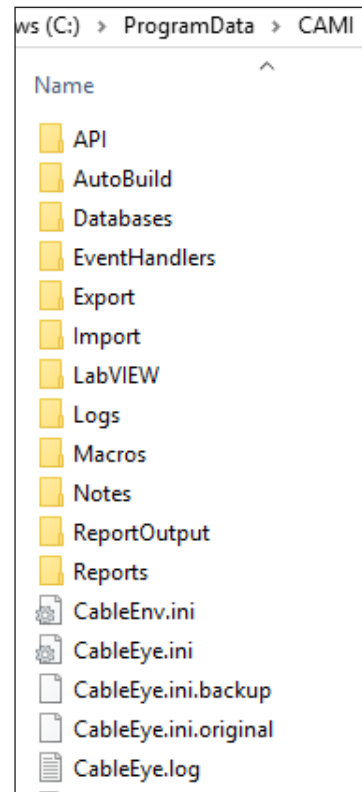 ws (C:) > ProgramData > CAMI
Name
API
AutoBuild
Databases
EventHandlers
Export
Import
LabVIEW
Logs
Macros
Notes
ReportOutput
Reports
CableEnv.ini
CableEye.ini
CableEye.ini.backup
CableEye.ini.original
CableEye.log